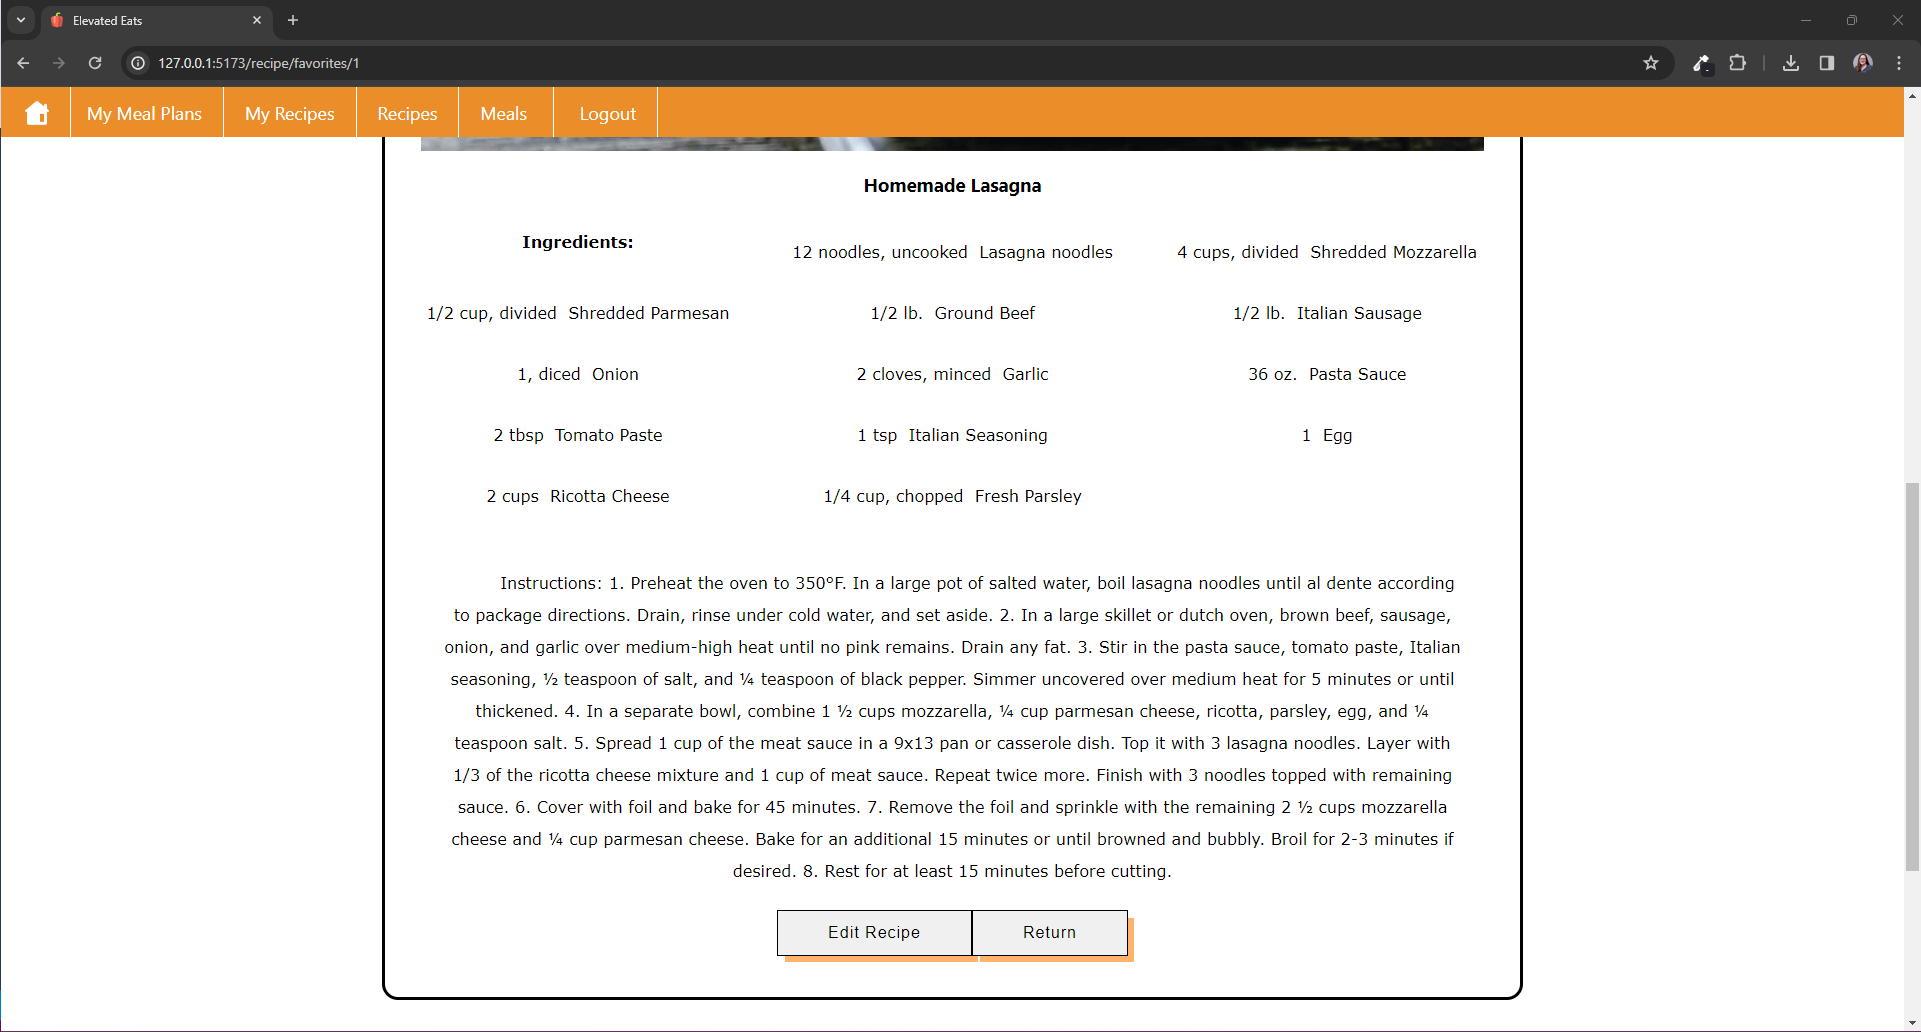 Elevated Eats
127.0.0.1:5173/recipe/favorites/1
My Meal Plans My Recipes Recipes Meals Logout
Homemade Lasagna
Ingredients:
12 noodles, uncooked Lasagna noodles
4 cups, divided Shredded Mozzarella
1/2 cup, divided Shredded Parmesan
1/2 lb. Ground Beef
1/2 lb. Italian Sausage
1, diced Onion
2 cloves, minced Garlic
36 oz. Pasta Sauce
2 tbsp Tomato Paste
1 tsp Italian Seasoning
1 Egg
2 cups Ricotta Cheese
1/4 cup, chopped Fresh Parsley
Instructions: 1. Preheat the oven to 350°F. In a large pot of salted water, boil lasagna noodles until al dente according
to package directions. Drain, rinse under cold water, and set aside. 2. In a large skillet or dutch oven, brown beef, sausage,
onion, and garlic over medium-high heat until no pink remains. Drain any fat. 3. Stir in the pasta sauce, tomato paste, Italian
seasoning, ½ teaspoon of salt, and ¼ teaspoon of black pepper. Simmer uncovered over medium heat for 5 minutes or until
thickened. 4. In a separate bowl, combine 1 ½ cups mozzarella, ¼ cup parmesan cheese, ricotta, parsley, egg, and ¼
teaspoon salt. 5. Spread 1 cup of the meat sauce in a 9x13 pan or casserole dish. Top it with 3 lasagna noodles. Layer with
1/3 of the ricotta cheese mixture and 1 cup of meat sauce. Repeat twice more. Finish with 3 noodles topped with remaining
sauce. 6. Cover with foil and bake for 45 minutes. 7. Remove the foil and sprinkle with the remaining 2 ½ cups mozzarella
cheese and ¼ cup parmesan cheese. Bake for an additional 15 minutes or until browned and bubbly. Broil for 2-3 minutes if
desired. 8. Rest for at least 15 minutes before cutting.
Edit Recipe Return